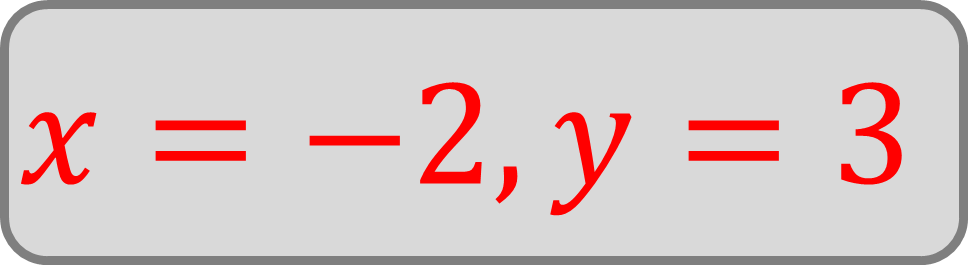 x = −2, y = 3